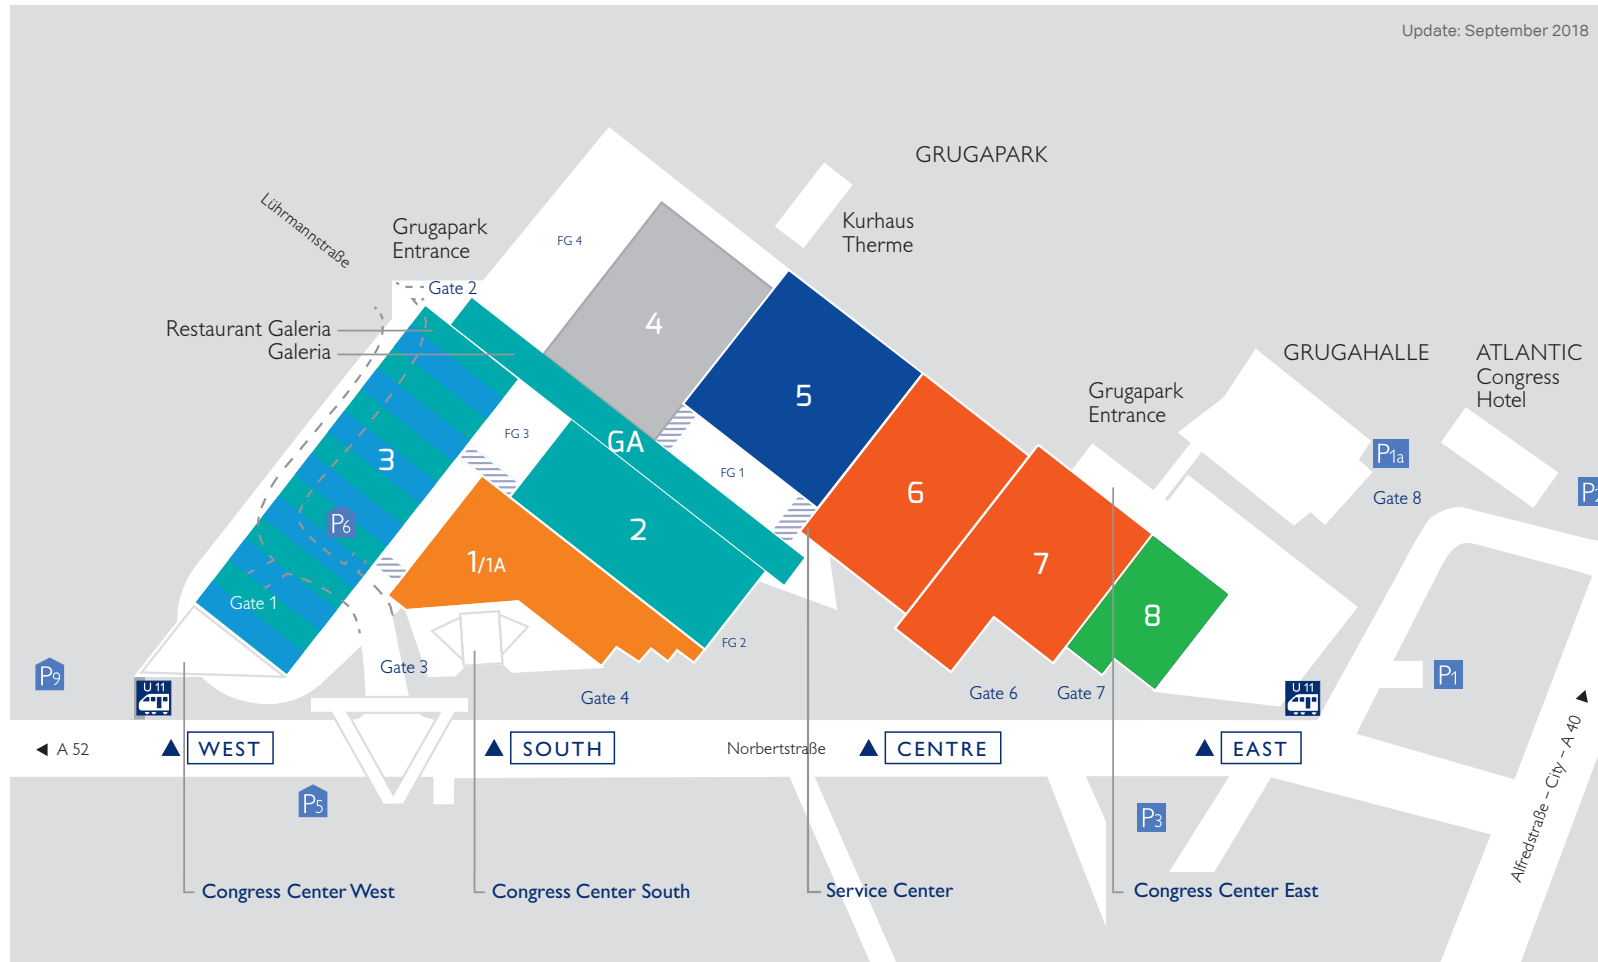 Update: September 2018
GRUGAPARK
Lührmannstraße
Grugapark
Entrance
FG 4
Kurhaus
Therme
Gate 2
Restaurant Galeria
Galeria
4
5
GRUGAHALLE
ATLANTIC
Congress
Hotel
Grugapark
Entrance
3
FG 3
GA
FG 1
P1a
Gate 8
P2
6
P6
2
1/1A
7
Gate 1
8
FG 2
Gate 3
Gate 4
Gate 6
Gate 7
P9
P1
U 11
U 11
A 52
WEST
SOUTH
Norbertstraße
CENTRE
EAST
P5
P3
Alfredstraße – City – A 40
Congress Center West
Congress Center South
Service Center
Congress Center East